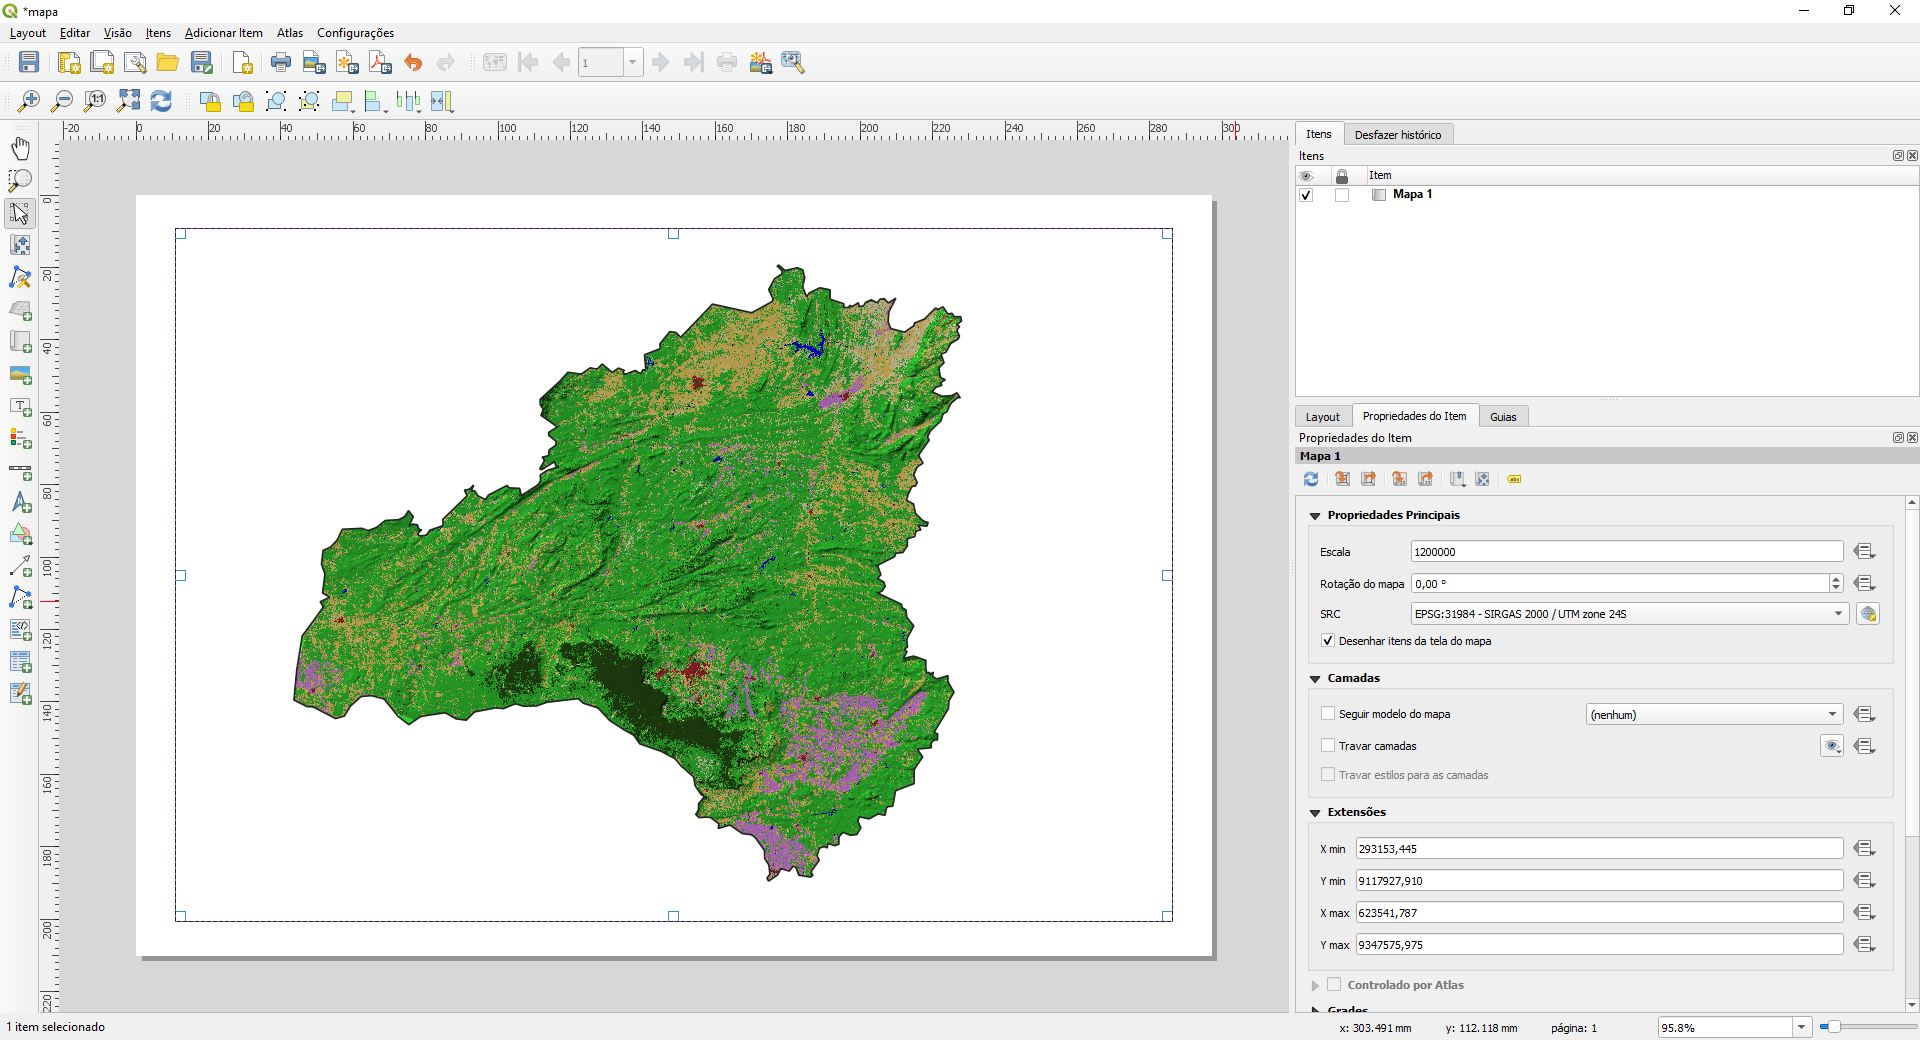 *mapa
Layout Editar Visão Itens Adicionar Item Atlas Configurações
1
-20 0 20 40 60 80 100 120 140 160 180 200 220 240 260 280 300
0
20
40
60
80
100
120
140
160
180
200
220
Itens Desfazer histórico
Itens
Item
Mapa 1
Layout Propriedades do Item Guias
Propriedades do Item
Mapa 1
Propriedades Principais
Escala 1200000
Rotação do mapa 0,00 °
SRC EPSG:31984 - SIRGAS 2000 / UTM zone 24S
Desenhar itens da tela do mapa
Camadas
Seguir modelo do mapa (nenhum)
Travar camadas
Travar estilos para as camadas
Extensões
X min 293153,445
Y min 9117927,910
X max 623541,787
Y max 9347575,975
Controlado por Atlas
Grades
1 item selecionado
x: 303.491 mm y: 112.118 mm página: 1 95.8%